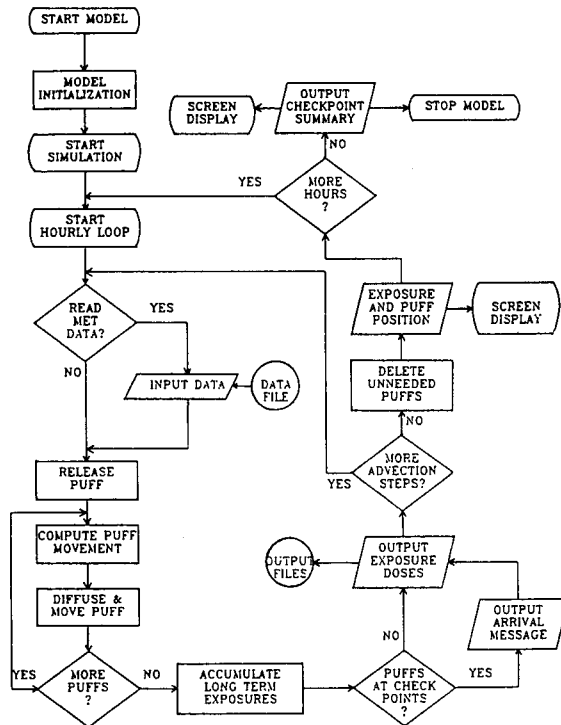 START MODEL
MODEL
INITIALIZATION
START
SIMULATION
START
HOURLY LOOP
READ
MET
DATA?
YES
NO
INPUT DATA
DATA
FILE
RELEASE
PUFF
COMPUTE PUFF
MOVEMENT
DIFFUSE &
MOVE PUFF
MORE
PUFFS
?
YES
NO
ACCUMULATE
LONG TERM
EXPOSURES
PUFFS
AT CHECK
POINTS
?
YES
NO
OUTPUT
ARRIVAL
MESSAGE
OUTPUT
EXPOSURE
DOSES
OUTPUT
FILES
MORE
ADVECTION
STEPS?
YES
NO
DELETE
UNNEEDED
PUFFS
EXPOSURE
AND PUFF
POSITION
SCREEN
DISPLAY
MORE
HOURS
?
YES
NO
OUTPUT
CHECKPOINT
SUMMARY
SCREEN
DISPLAY
STOP MODEL